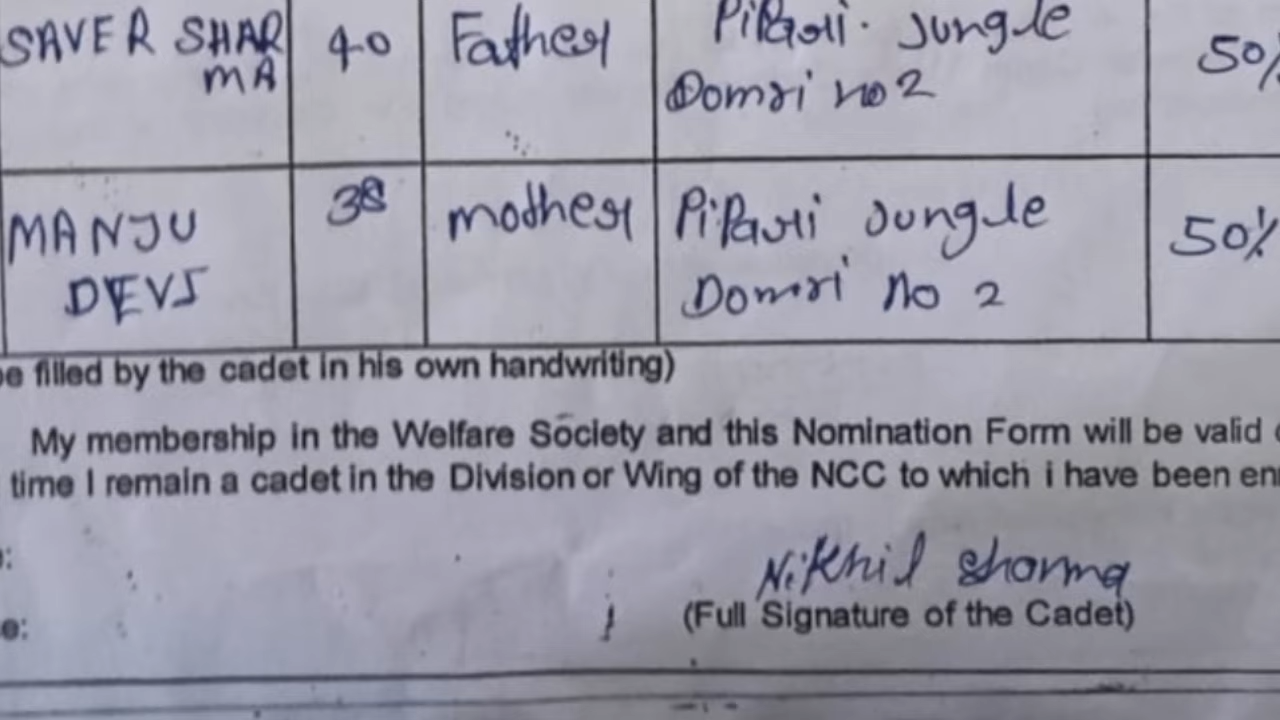 SAVER SHAR
MA
40
Father
Pipari. Jungle
Domri no 2
50%
MANJU
DEVI
38
mother
Pipari Jungle
Domri No 2
50%
be filled by the cadet in his own handwriting)
My membership in the Welfare Society and this Nomination Form will be valid
time I remain a cadet in the Division or Wing of the NCC to which i have been
Nikhil Sharma
(Full Signature of the Cadet)